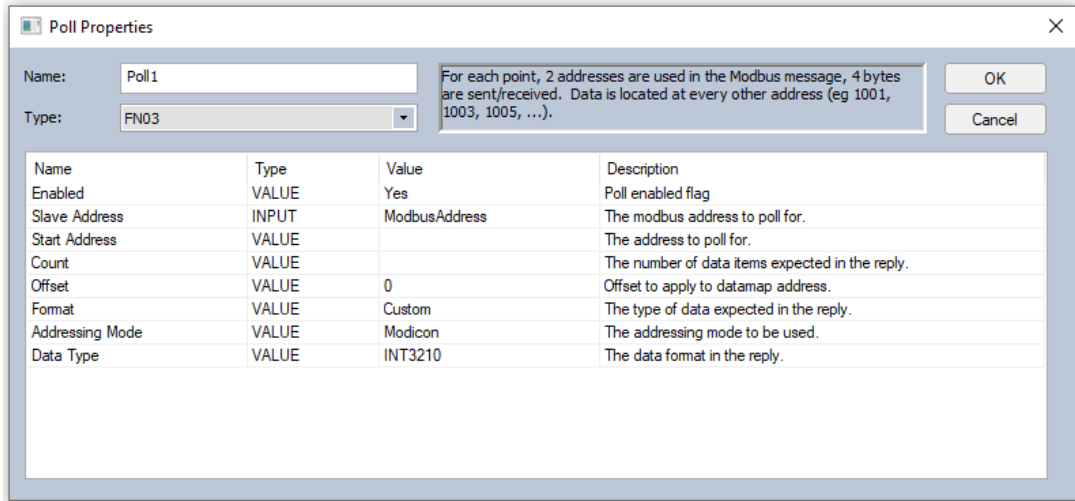 Poll Properties
Name: Poll1
For each point, 2 addresses are used in the Modbus message, 4 bytes
are sent/received. Data is located at every other address (eg 1001,
1003, 1005, ...).
OK
Type: FN03
Cancel
Name Type Value Description
Enabled VALUE Yes Poll enabled flag
Slave Address INPUT ModbusAddress The modbus address to poll for.
Start Address VALUE The address to poll for.
Count VALUE The number of data items expected in the reply.
Offset VALUE 0 Offset to apply to datamap address.
Format VALUE Custom The type of data expected in the reply.
Addressing Mode VALUE Modicon The addressing mode to be used.
Data Type VALUE INT3210 The data format in the reply.